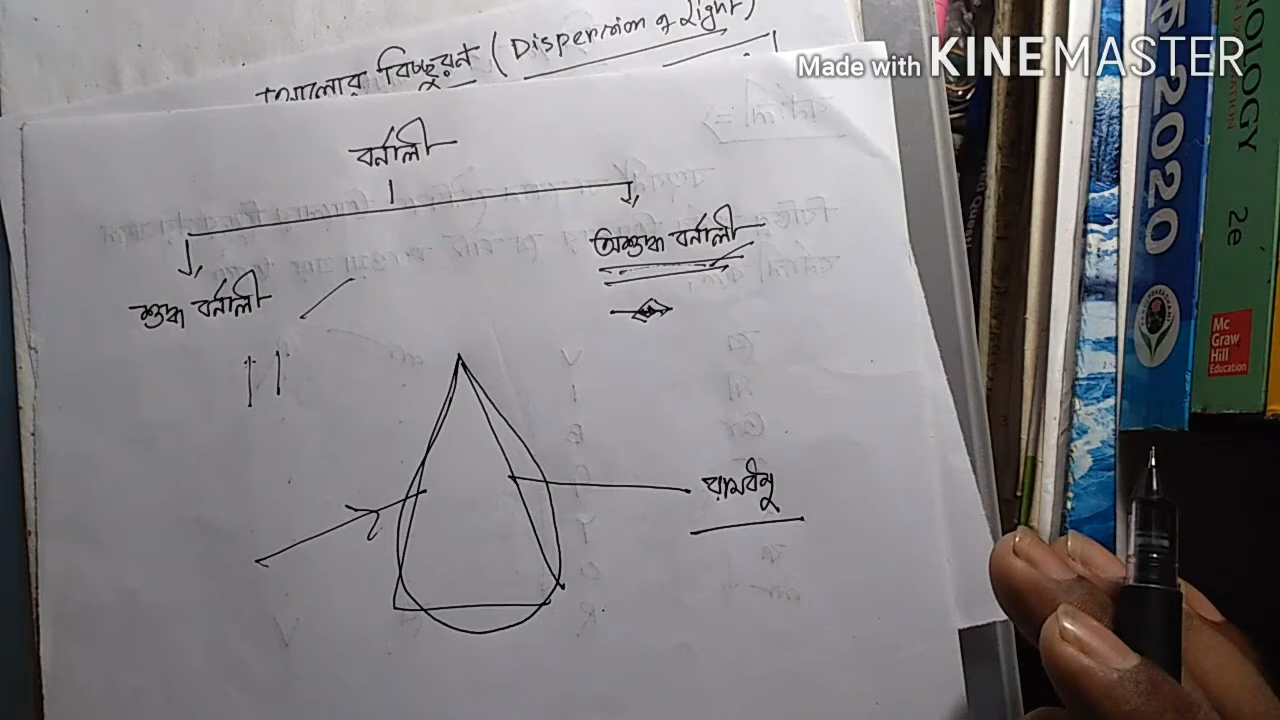 আলোর বিচ্ছুরণ (Dispersion of Light)
Made with KINEMASTER
বর্নালী
শুদ্ধ বর্নালী
অশুদ্ধ বর্নালী
রামধনু
2020
2e
Mc
Graw
Hill
Education